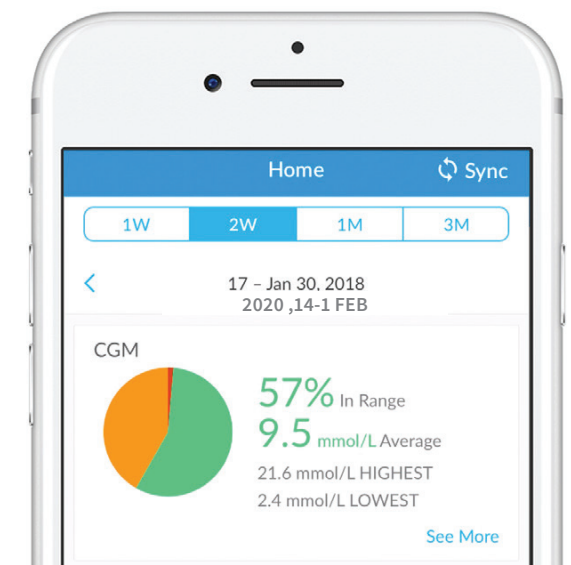 Home
Sync
1W
2W
1M
3M
17 – Jan 30, 2018
2020 ,14-1 FEB
CGM
57% In Range
9.5 mmol/L Average
21.6 mmol/L HIGHEST
2.4 mmol/L LOWEST
See More